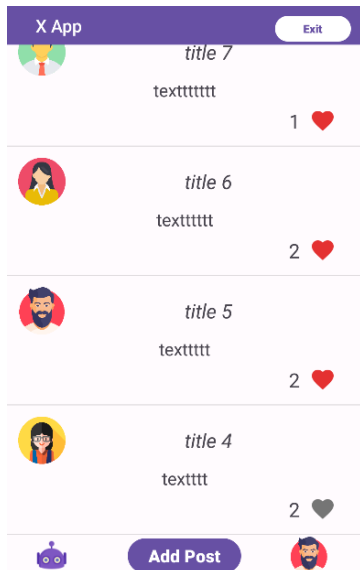 X App
Exit
title 7
texttttttt
1
title 6
textttttt
2
title 5
texttttt
2
title 4
textttt
2
Add Post